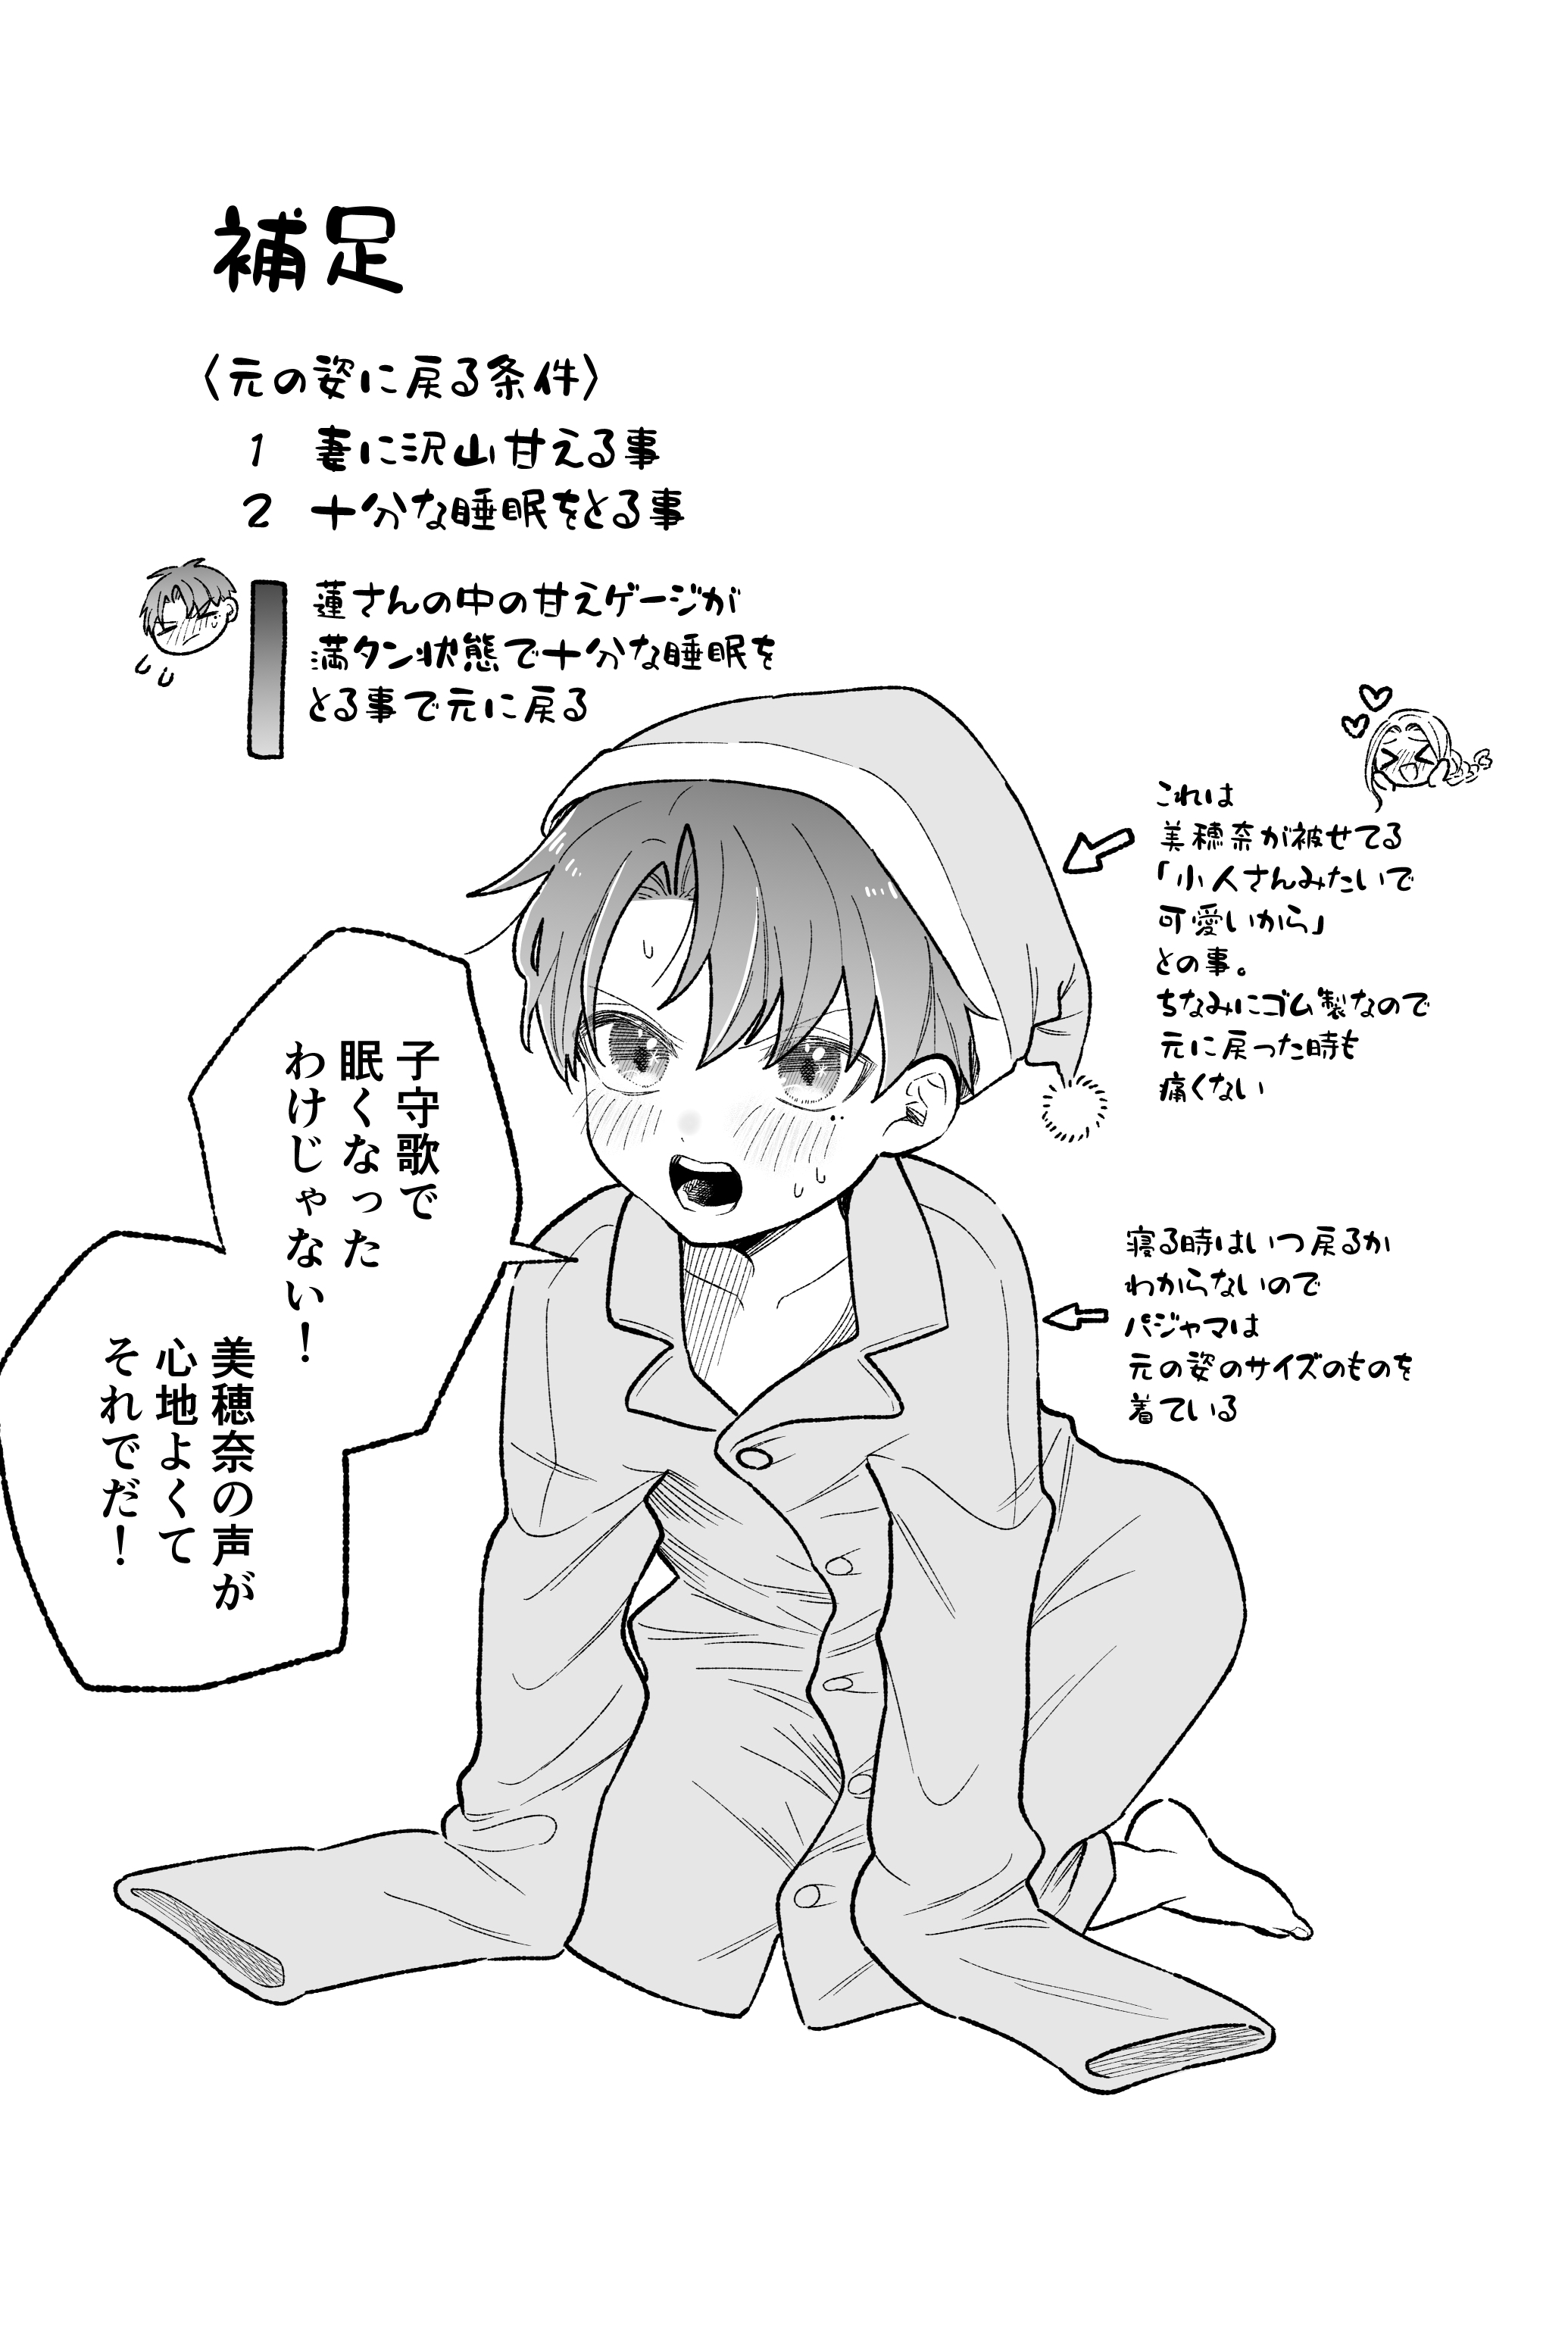 補足
〈元の姿に戻る条件〉
1 妻に沢山甘える事
2 十分な睡眠をとる事
蓮さんの中の甘えゲージが
満タン状態で十分な睡眠を
とる事で元に戻る
これは
美穂奈が被せてる
「小人さんみたいで
可愛いから」
との事。
ちなみにゴム製なので
元に戻った時も
痛くない
子守歌で
眠くなった
わけじゃない！
美穂奈の声が
心地よくて
それでだ！
寝る時はいつ戻るか
わからないので
パジャマは
元の姿のサイズのものを
着ている